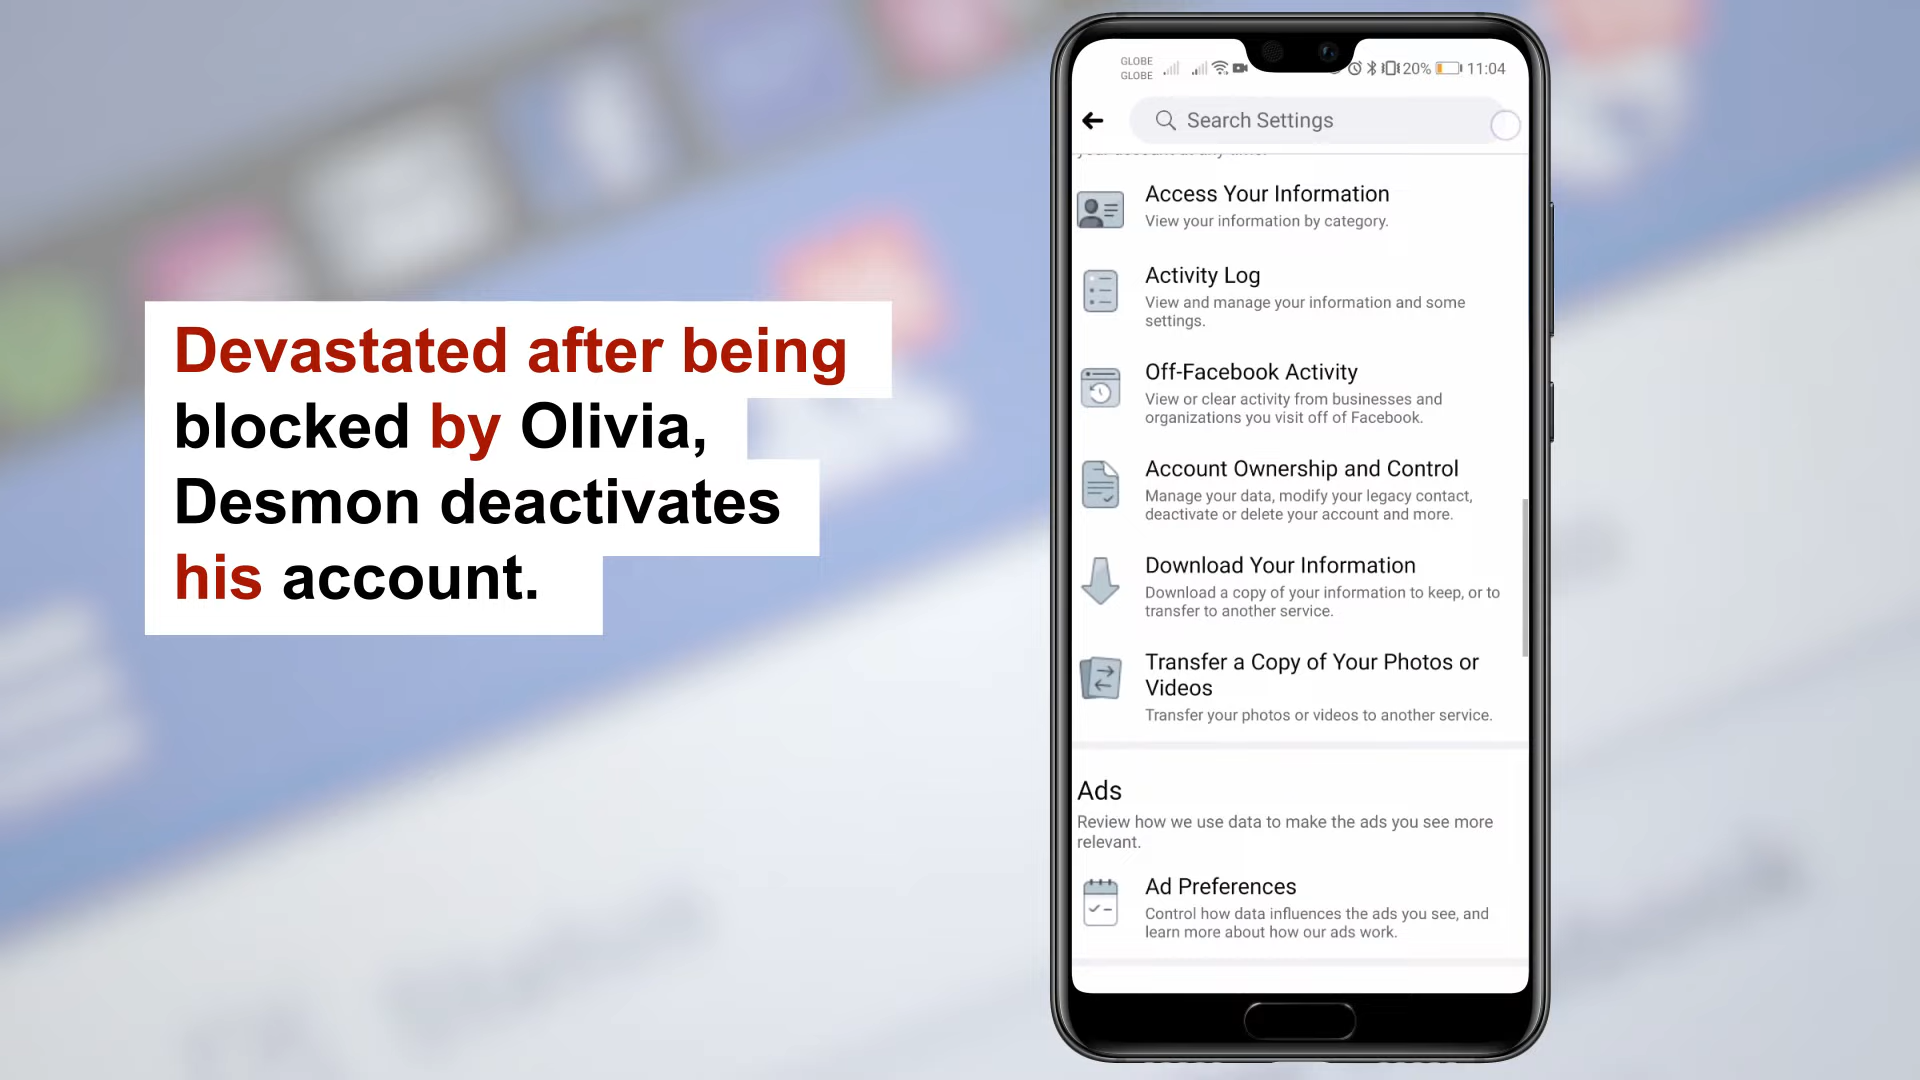 Devastated after being
blocked by Olivia,
Desmon deactivates
his account.
GLOBE
GLOBE
20% 11:04
Search Settings
Access Your Information
View your information by category.
Activity Log
View and manage your information and some
settings.
Off-Facebook Activity
View or clear activity from businesses and
organizations you visit off of Facebook.
Account Ownership and Control
Manage your data, modify your legacy contact,
deactivate or delete your account and more.
Download Your Information
Download a copy of your information to keep, or to
transfer to another service.
Transfer a Copy of Your Photos or
Videos
Transfer your photos or videos to another service.
Ads
Review how we use data to make the ads you see more
relevant.
Ad Preferences
Control how data influences the ads you see, and
learn more about how our ads work.